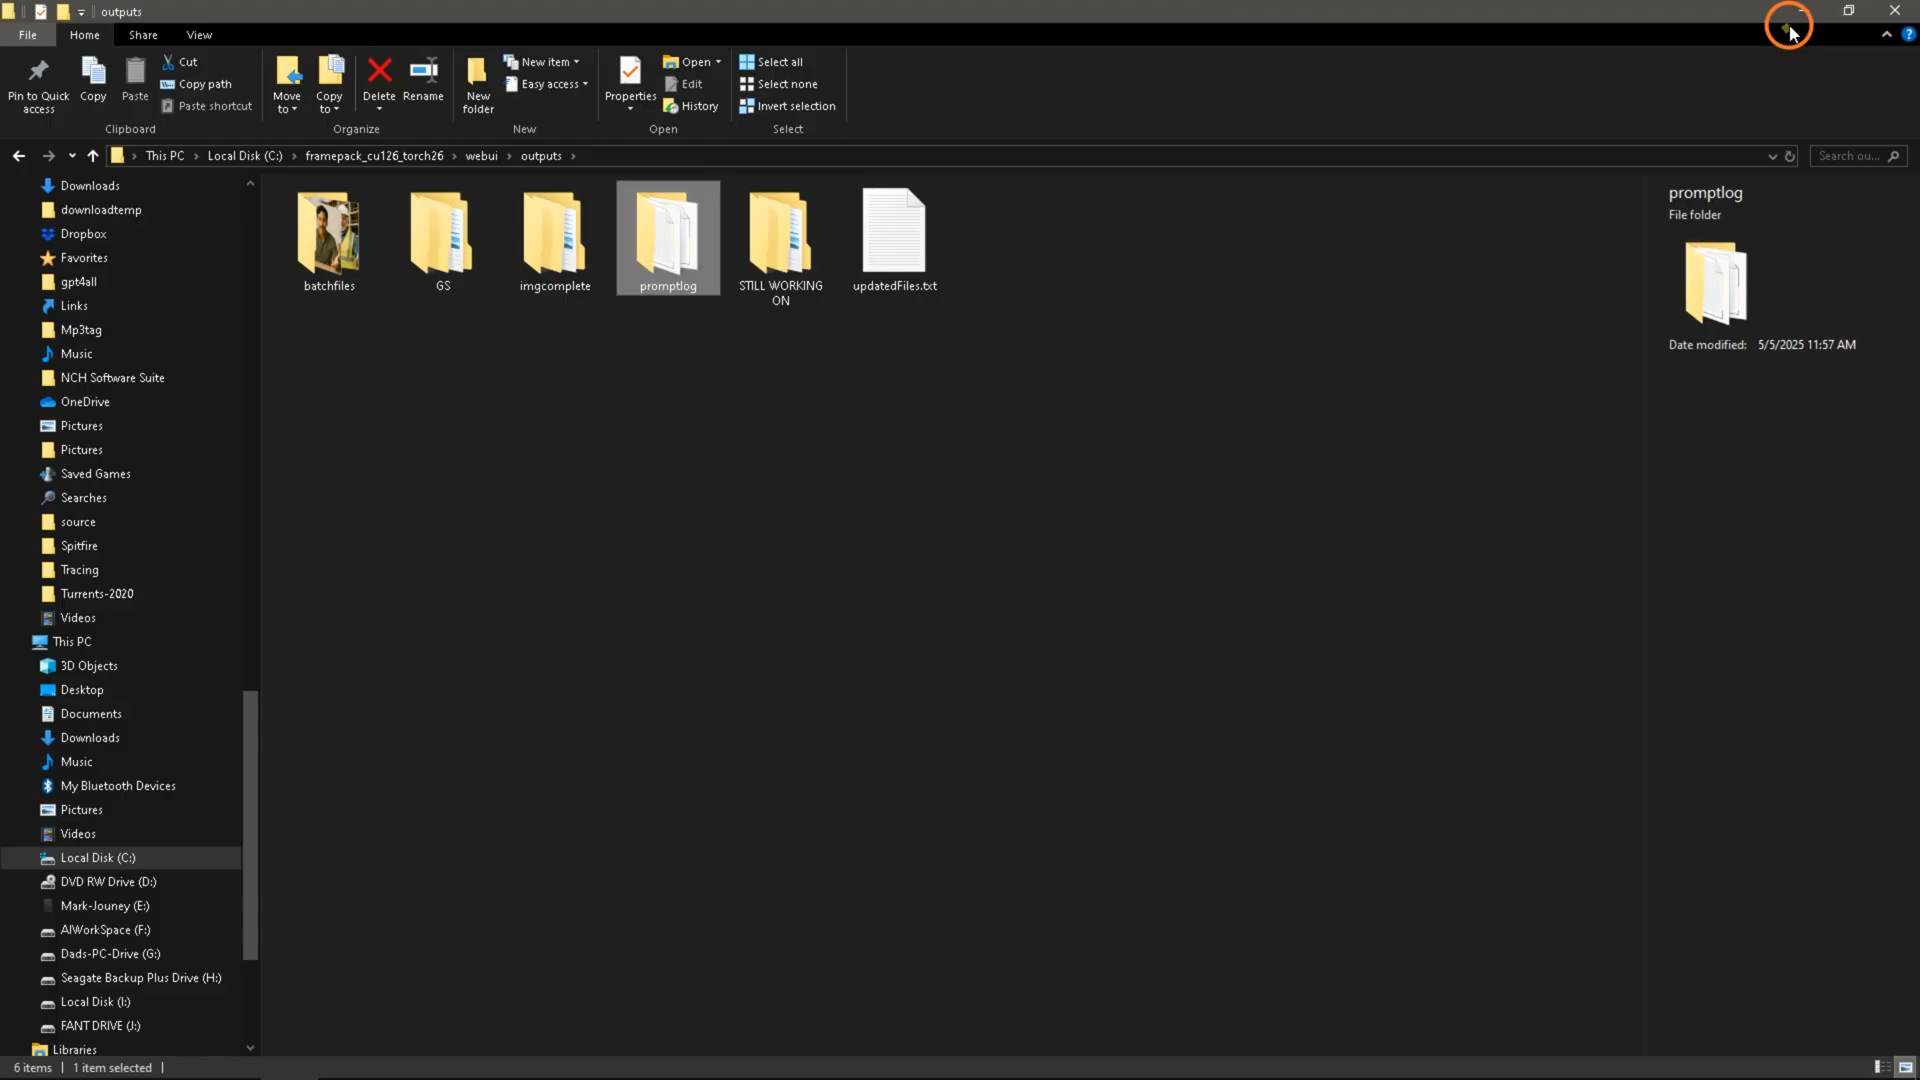 outputs
File
Home
Share
View
Pin to Quick access
Copy
Paste
Cut
Copy path
Paste shortcut
Clipboard
Move to
Copy to
Delete
Rename
Organize
New folder
New item
Easy access
New
Properties
Open
Edit
History
Open
Select all
Select none
Invert selection
Select
This PC > Local Disk (C:) > framepack_cu126_torch26 > webui > outputs >
Search ou...
Downloads
downloadtemp
Dropbox
Favorites
gpt4all
Links
Mp3tag
Music
NCH Software Suite
OneDrive
Pictures
Pictures
Saved Games
Searches
source
Spitfire
Tracing
Turrents-2020
Videos
This PC
3D Objects
Desktop
Documents
Downloads
Music
My Bluetooth Devices
Pictures
Videos
Local Disk (C:)
DVD RW Drive (D:)
Mark-Jouney (E:)
AIWorkSpace (F:)
Dads-PC-Drive (G:)
Seagate Backup Plus Drive (H:)
Local Disk (I:)
FANT DRIVE (J:)
Libraries
batchfiles
GS
imgcomplete
promptlog
STILL WORKING
ON
updatedFiles.txt
promptlog
File folder
Date modified: 5/5/2025 11:57 AM
6 items | 1 item selected |